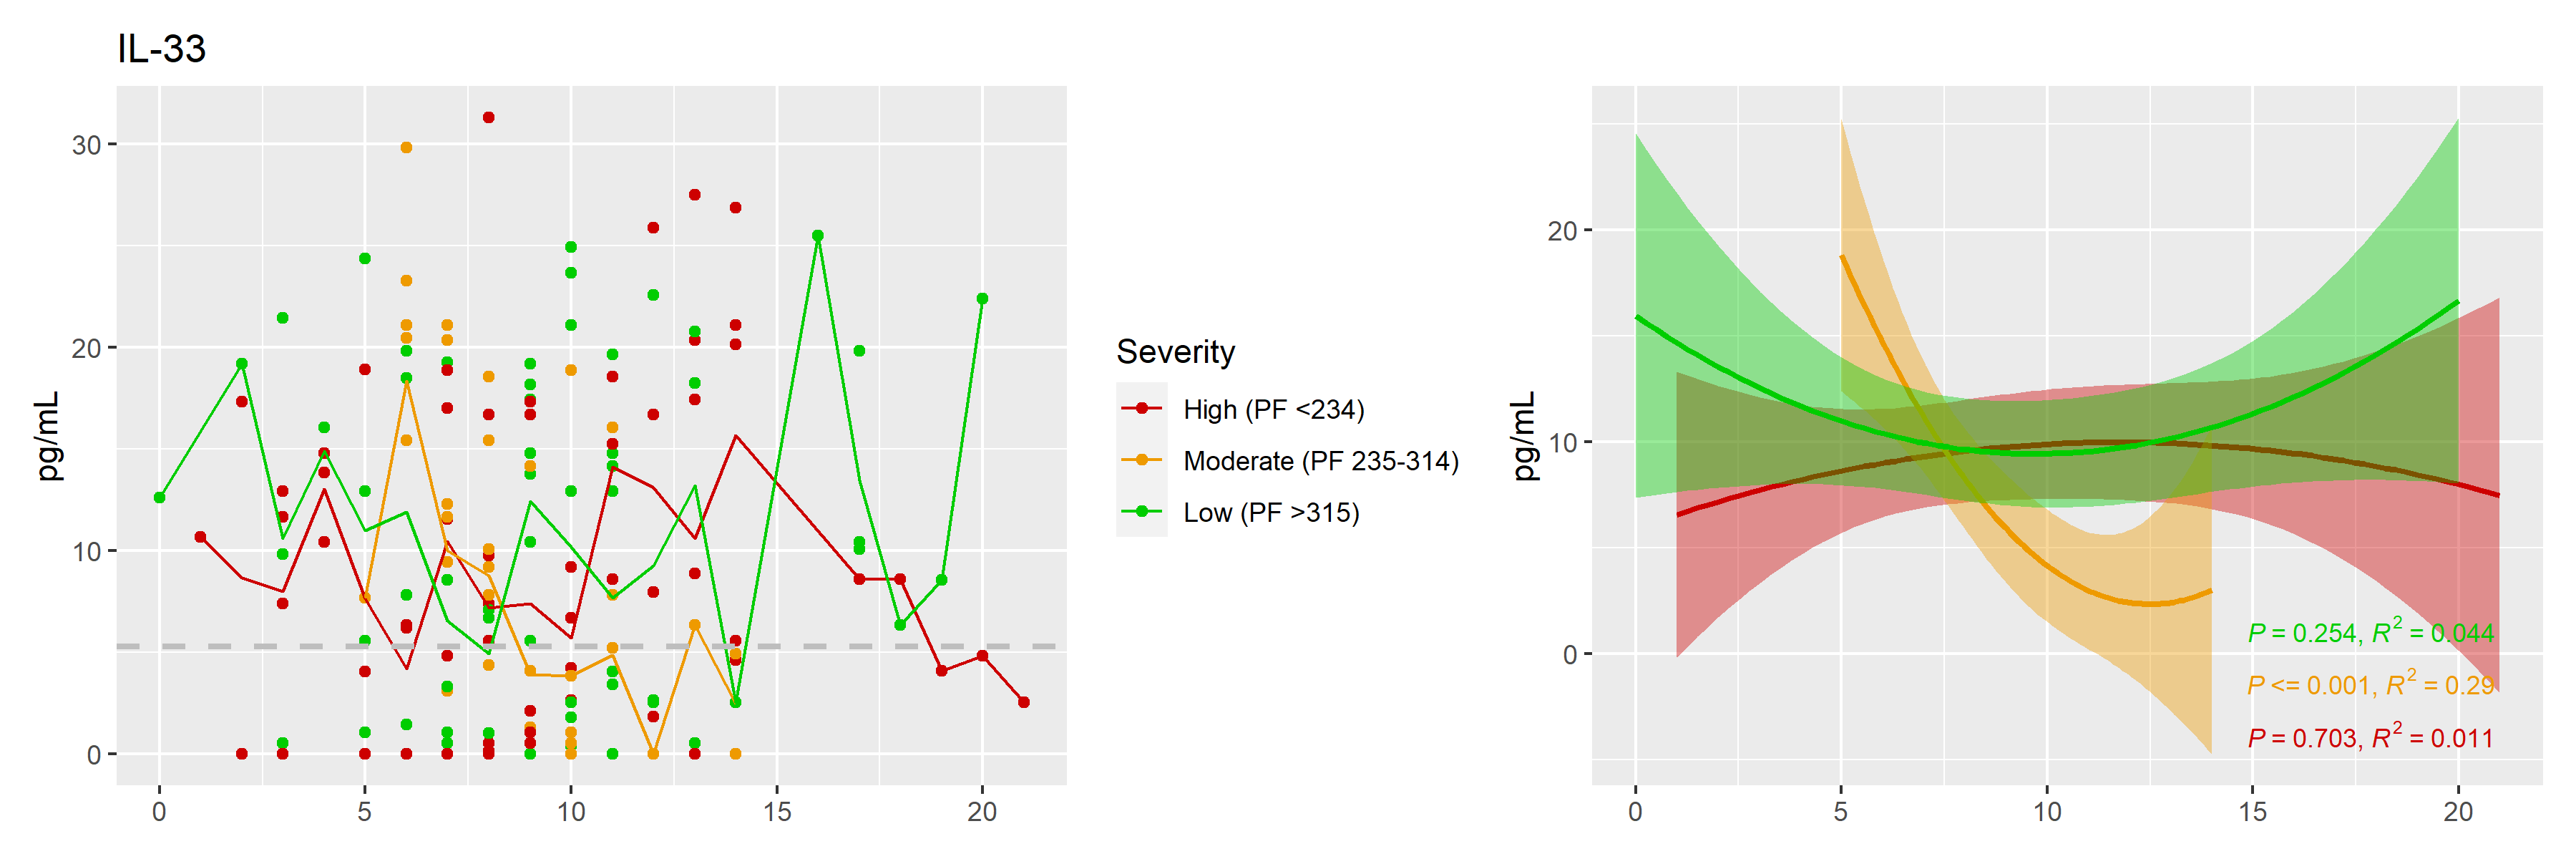 IL-33
pg/mL
30
20
10
0
0 5 10 15 20
Severity
High (PF <234)
Moderate (PF 235-314)
Low (PF >315)
pg/mL
20
10
0
P = 0.254, R² = 0.044
P <= 0.001, R² = 0.29
P = 0.703, R² = 0.011
0 5 10 15 20